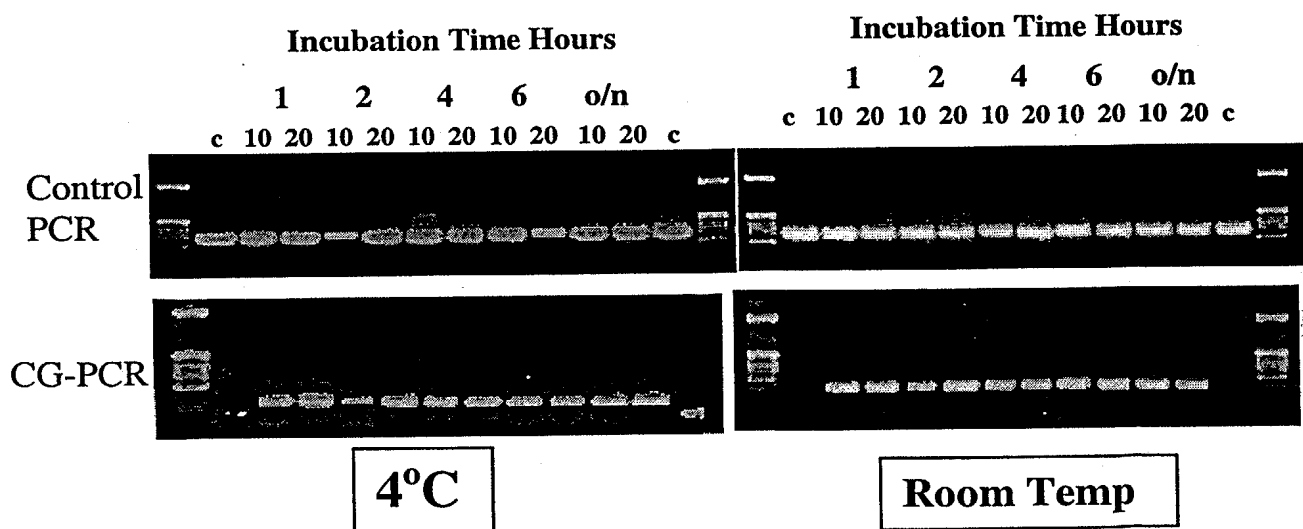 Incubation Time Hours
1 2 4 6 o/n
c 10 20 10 20 10 20 10 20 10 20 c
Incubation Time Hours
1 2 4 6 o/n
c 10 20 10 20 10 20 10 20 10 20 c
Control
PCR
CG-PCR
4°C
Room Temp